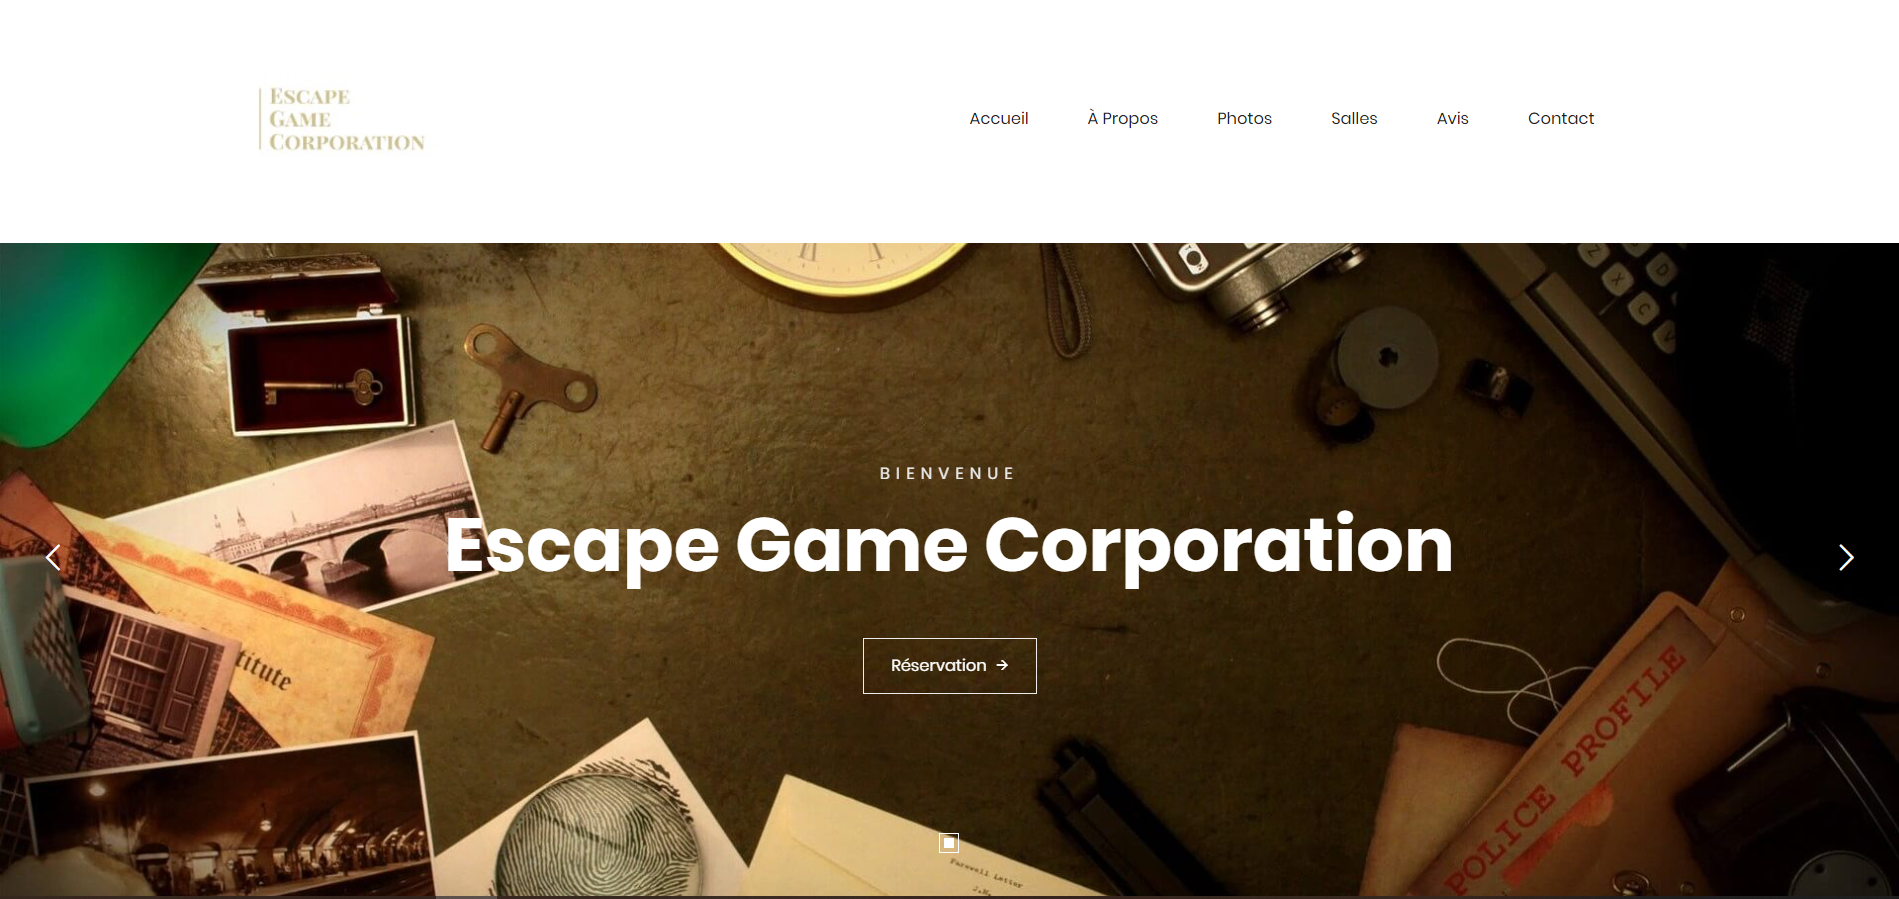 ESCAPE
GAME
CORPORATION
Accueil
À Propos
Photos
Salles
Avis
Contact
Z
D
X
C
BIENVENUE
Escape Game Corporation
Réservation →
titute
POLICE PROFILE
Farewell Letter